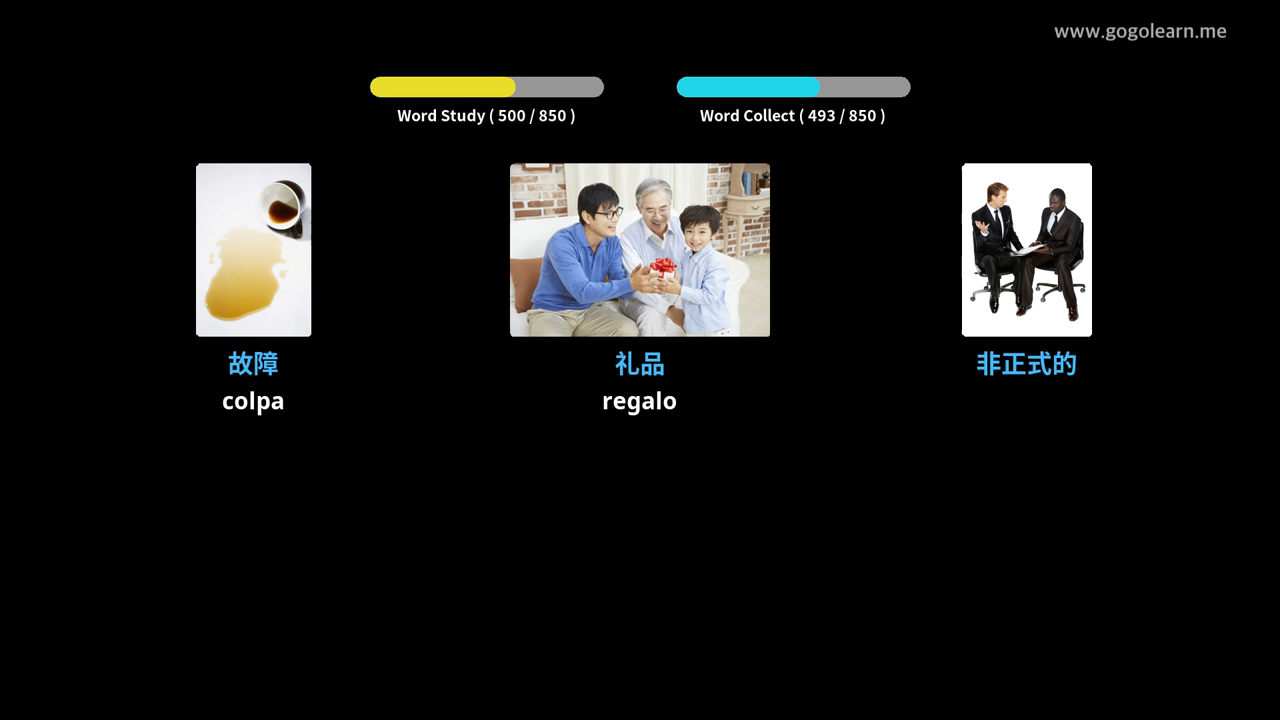 www.gogolearn.me
Word Study ( 500 / 850 )
Word Collect ( 493 / 850 )
故障
colpa
礼品
regalo
非正式的